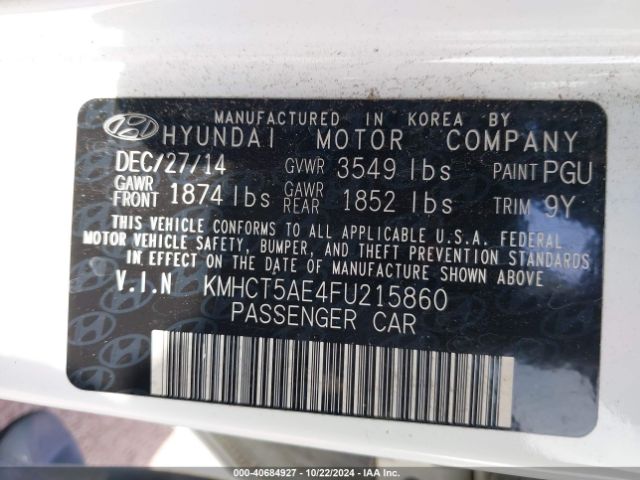 MANUFACTURED IN KOREA BY
HYUNDAI MOTOR COMPANY
DEC/27/14 GVWR 3549 lbs PAINT PGU
GAWR FRONT 1874 lbs GAWR REAR 1852 lbs TRIM 9Y
THIS VEHICLE CONFORMS TO ALL APPLICABLE U.S.A. FEDERAL
MOTOR VEHICLE SAFETY, BUMPER, AND THEFT PREVENTION STANDARDS
IN EFFECT ON THE DATE OF MANUFACTURE SHOWN ABOVE
V.I.N KMHCT5AE4FU215860
PASSENGER CAR
000-40684927 - 10/22/2024 - IAA Inc.